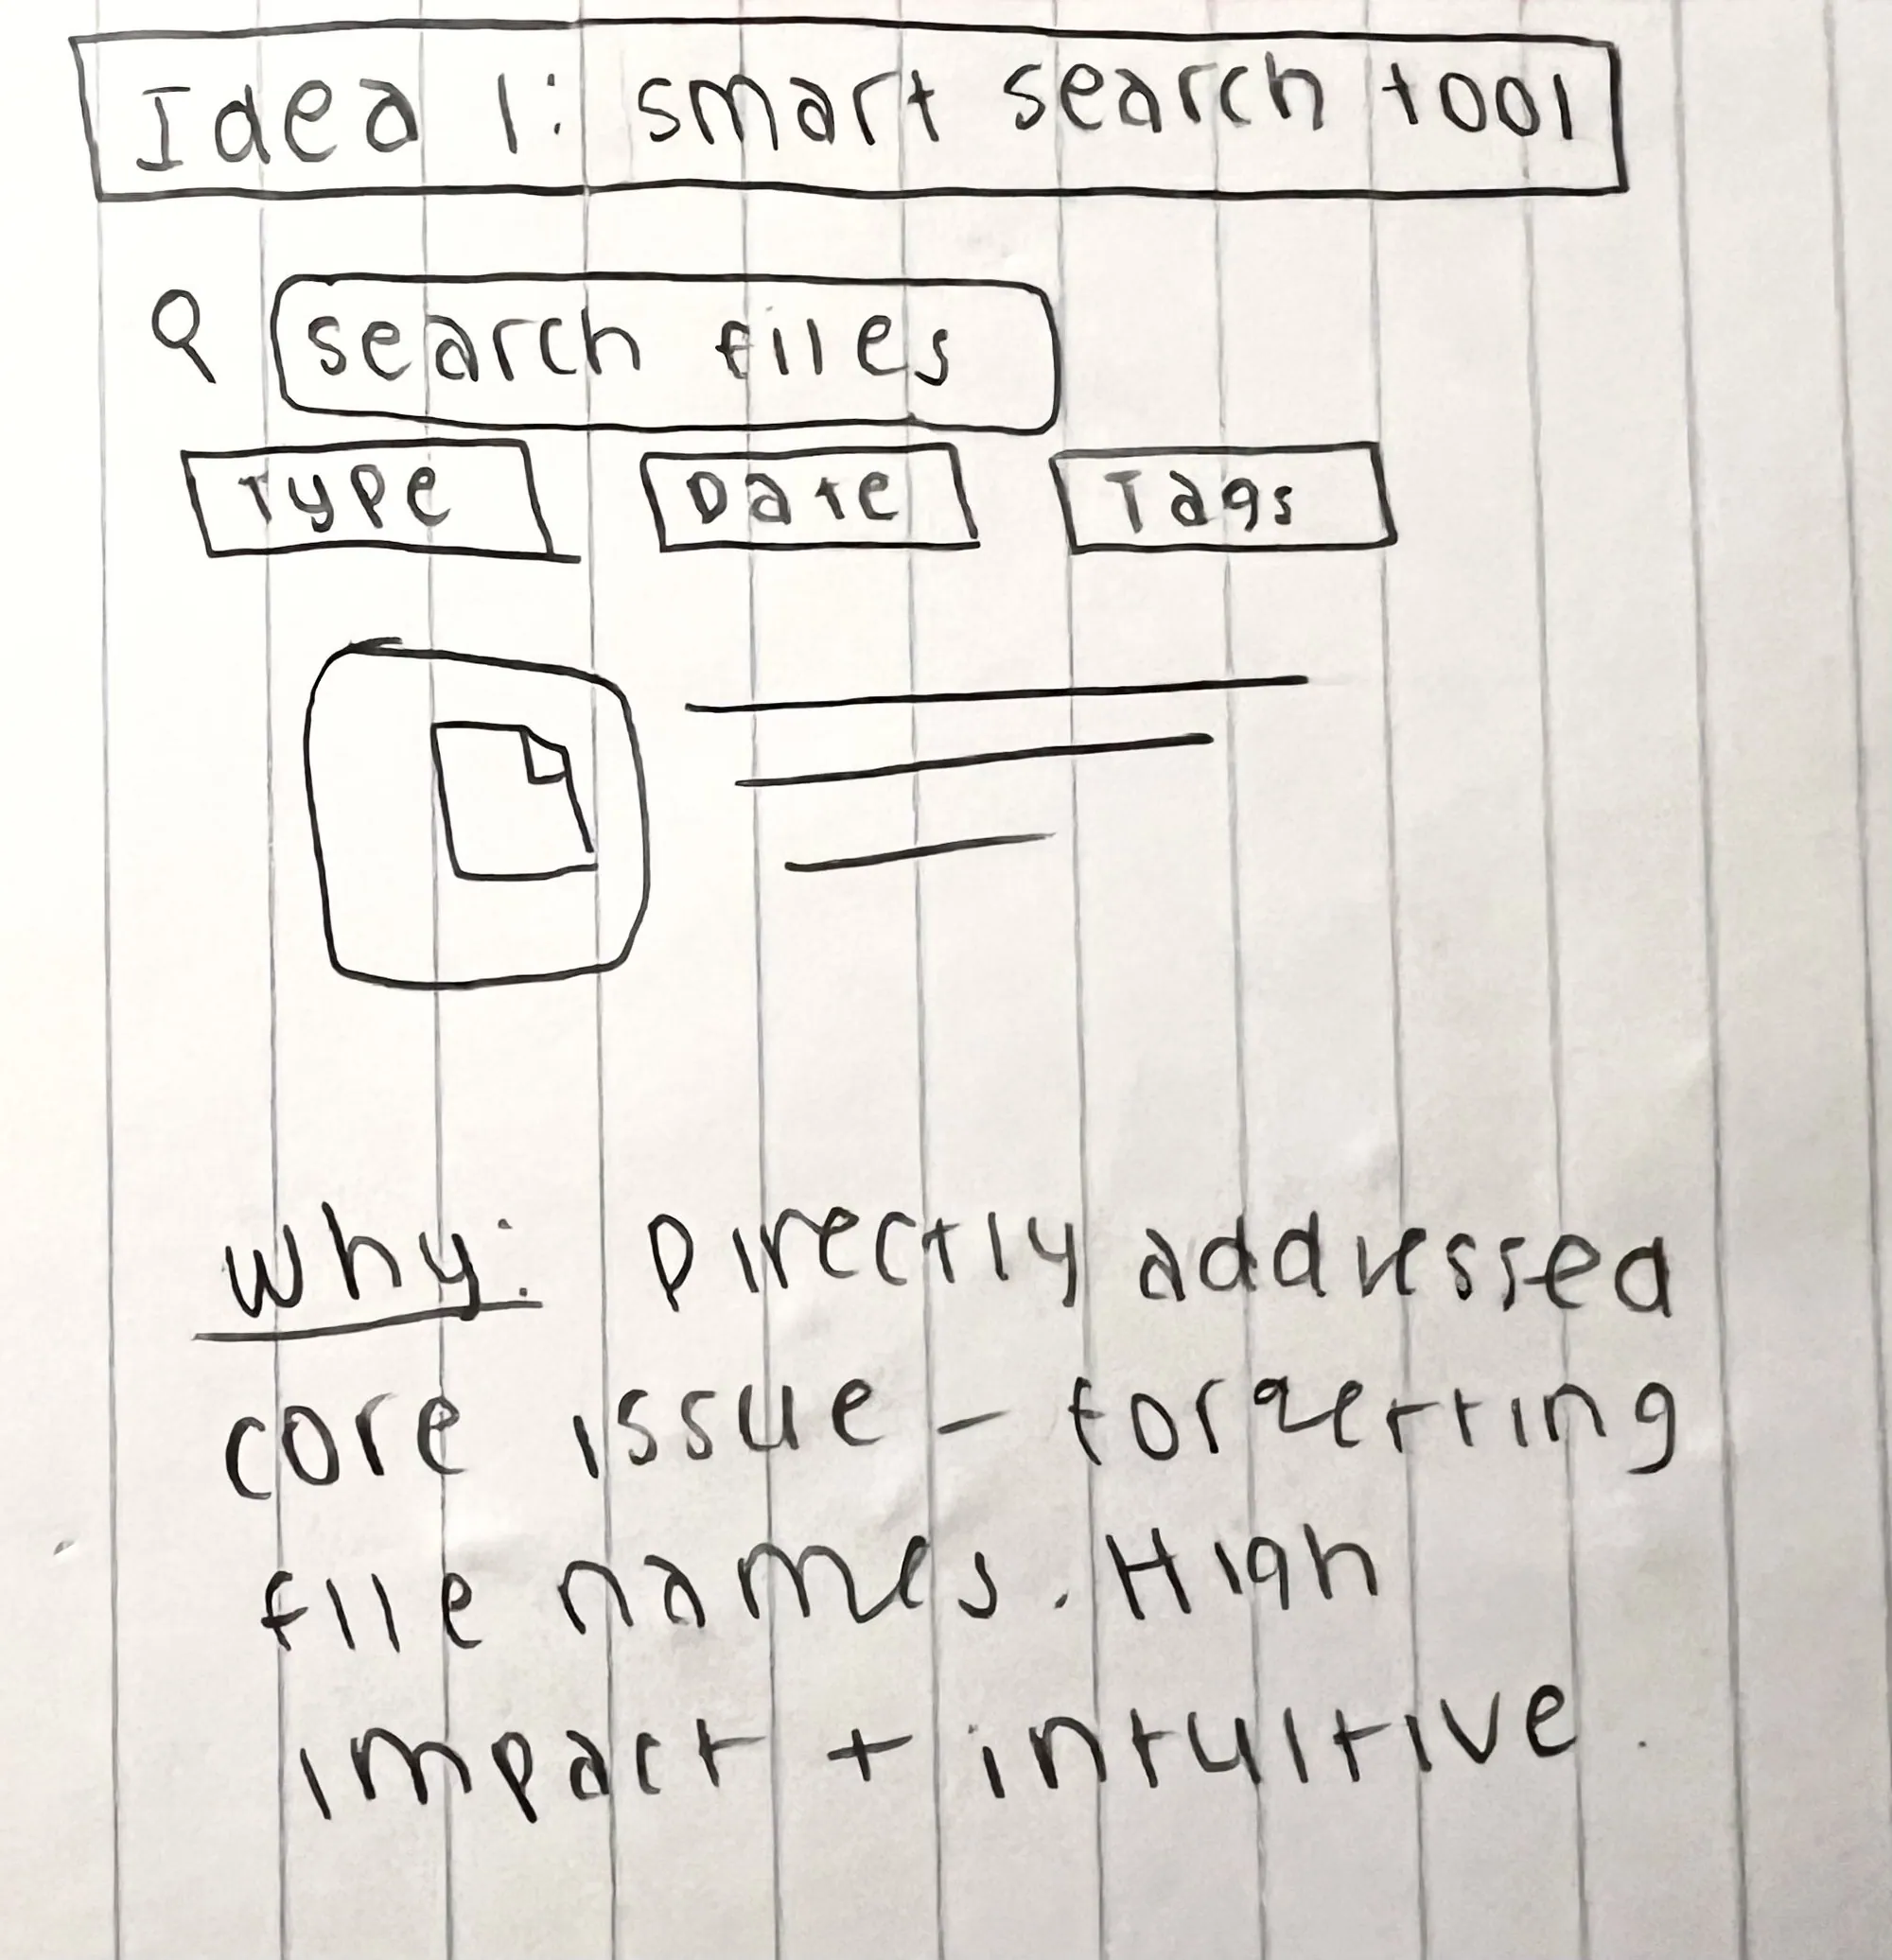 Idea 1: smart search tool
search files
Type Date Tags
Why: Directly addressed
core issue - forgetting
file names. High
impact + intuitive.